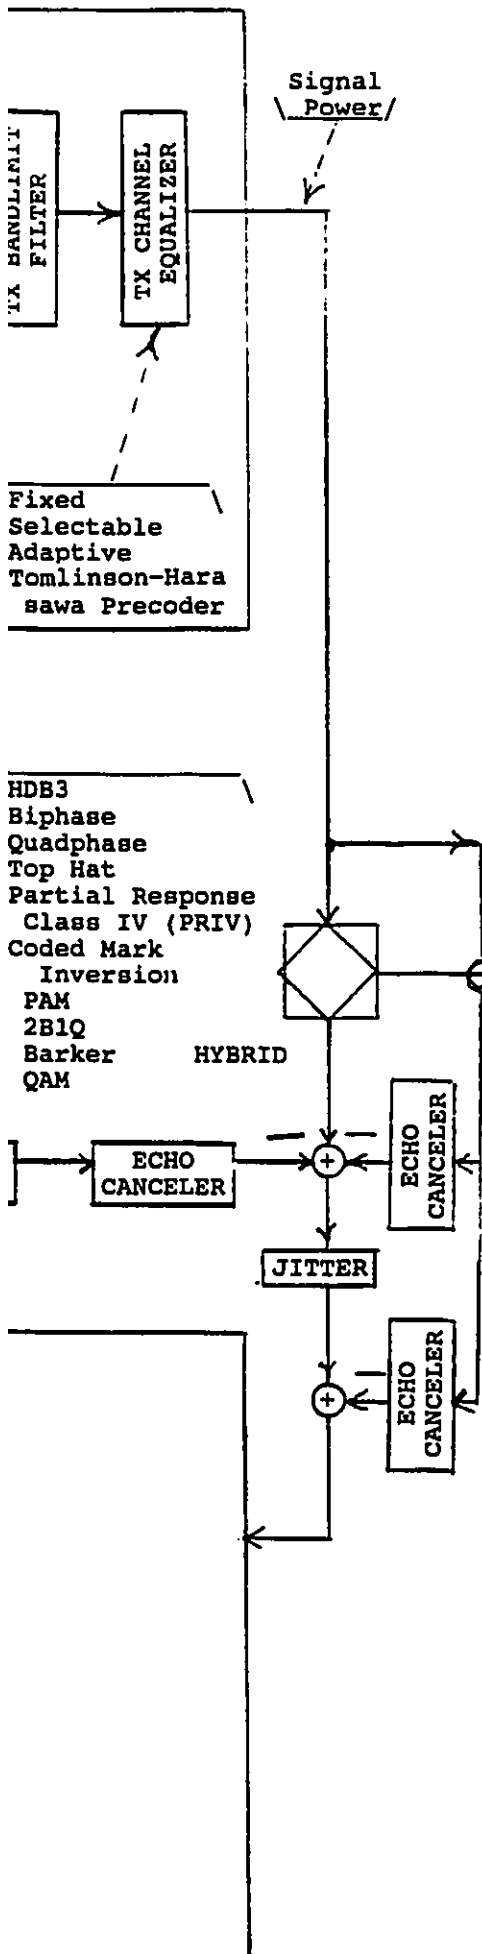 Signal
Power
TX BANDLIMIT
FILTER
TX CHANNEL
EQUALIZER
Fixed
Selectable
Adaptive
Tomlinson-Hara
sawa Precoder
HDB3
Biphase
Quadphase
Top Hat
Partial Response
Class IV (PRIV)
Coded Mark
Inversion
PAM
2B1Q
Barker
HYBRID
QAM
ECHO
CANCELER
+
ECHO
CANCELER
JITTER
+
ECHO
CANCELER